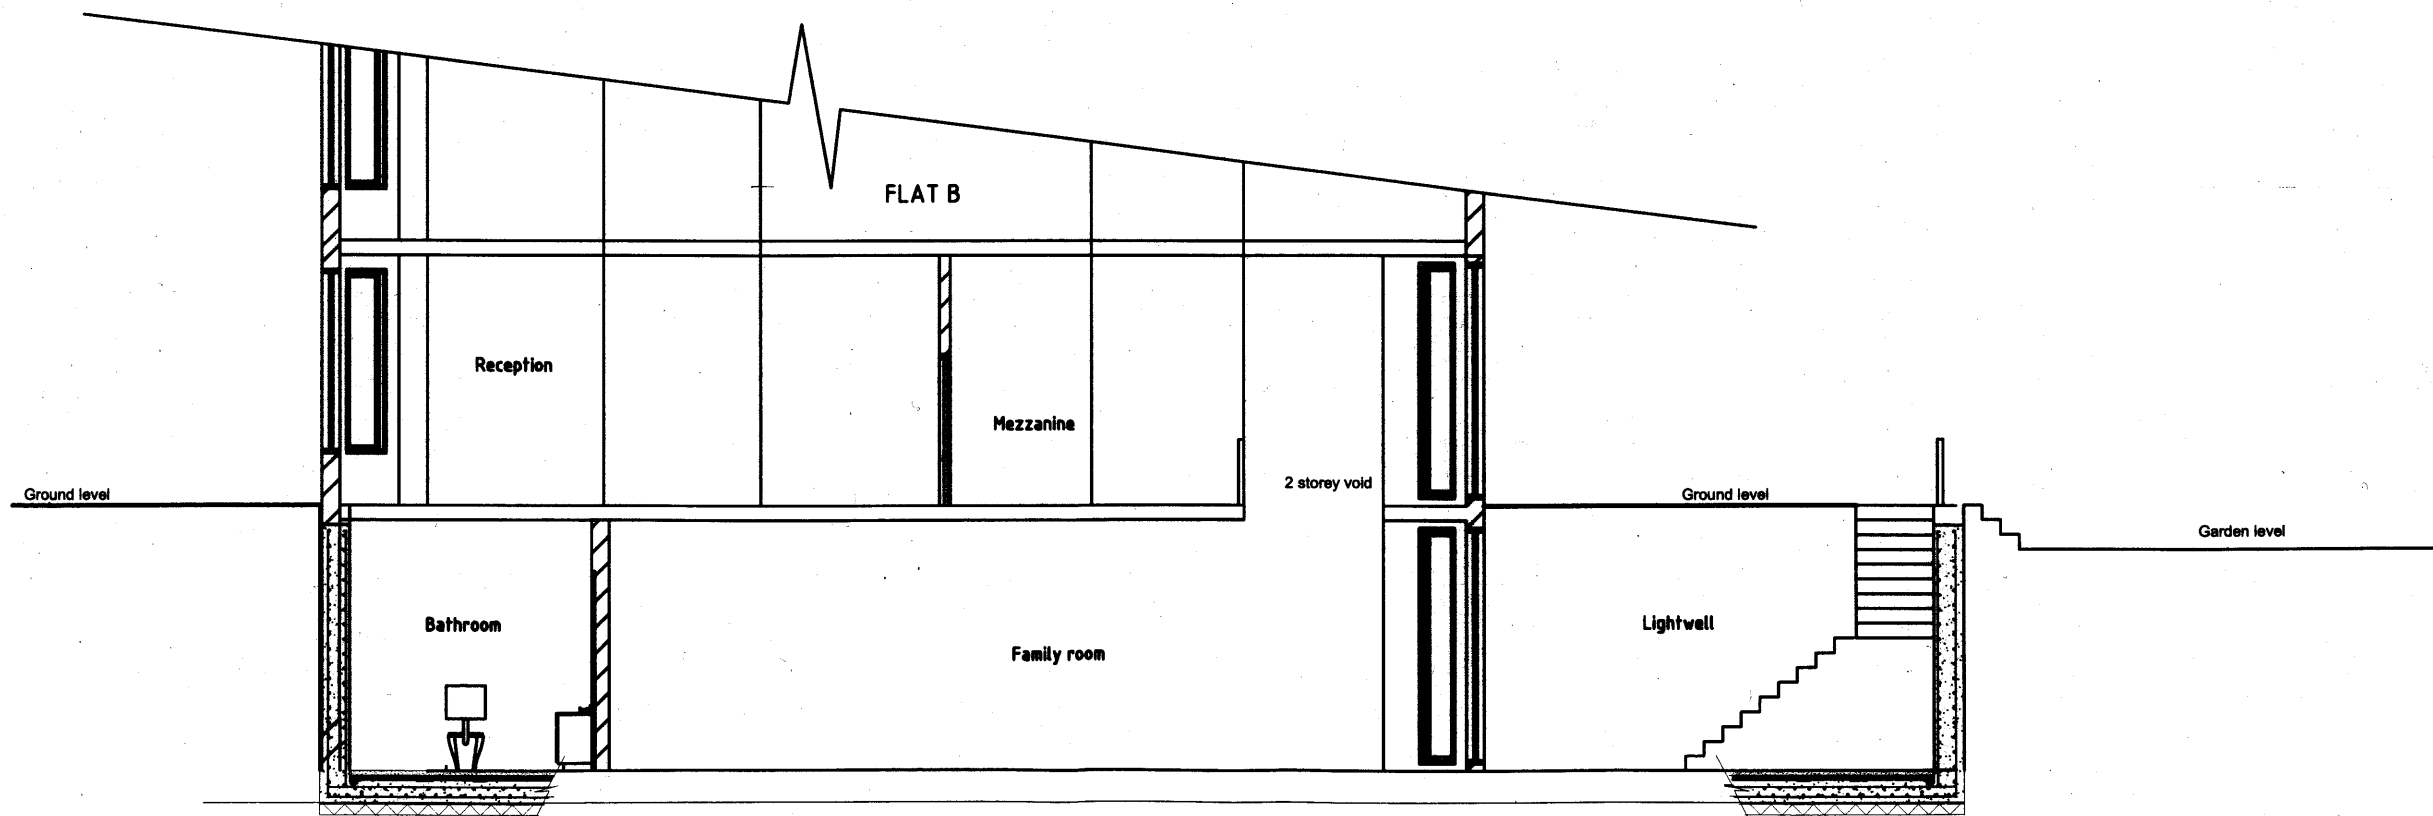 FLAT B
Reception
Mezzanine
2 storey void
Ground level
Ground level
Garden level
Bathroom
Family room
Lightwell